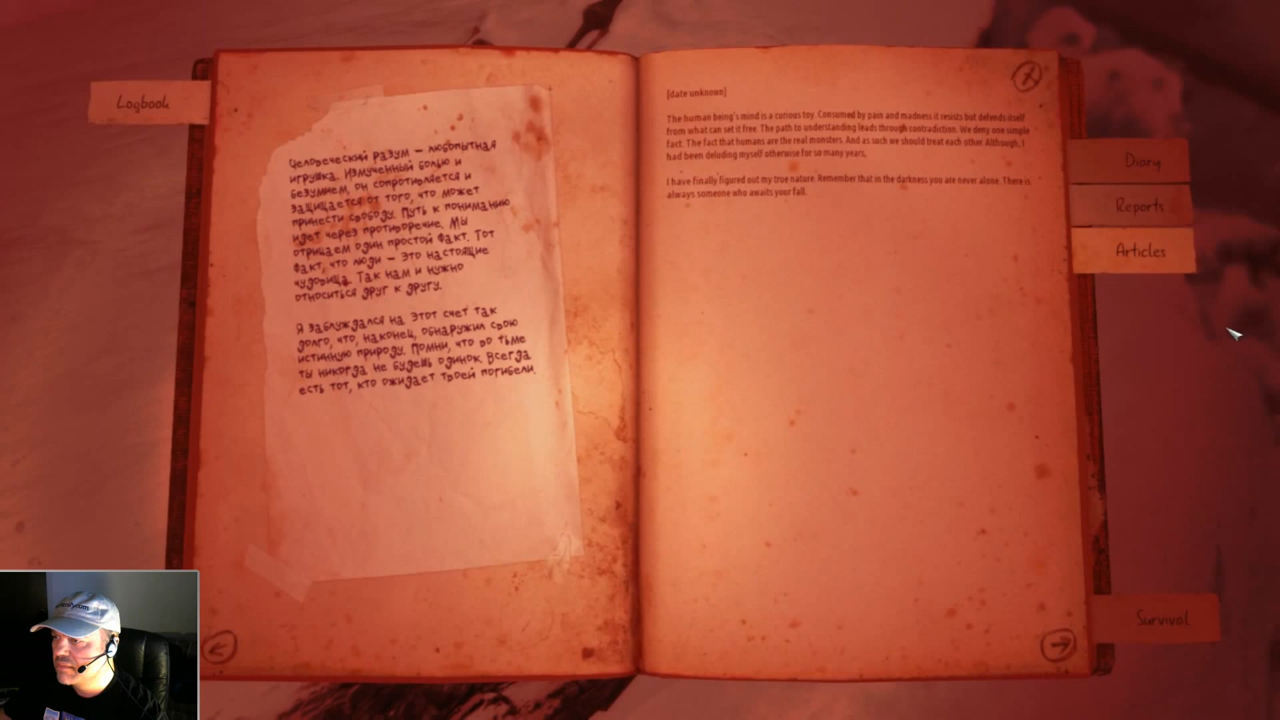 Logbook
Человеческий разум – любопытная
игрушка. Измученный болью и
безумием, он сопротивляется и
защищается от того, что может
принести свободу. Путь к пониманию
идет через противоречие. Мы
отрицаем один простой факт. Тот
факт, что люди – это настоящие
чудовища. Так нам и нужно
относиться друг к другу.
Я заблуждался на этот счет так
долго, что, наконец, обнаружил свою
истинную природу. Помни, что во тьме
ты никогда не будешь одинок. Всегда
есть тот, кто ожидает твоей погибели.
[date unknown]
The human being's mind is a curious toy. Consumed by pain and madness it resists but defends itself
from what can set it free. The path to understanding leads through contradiction. We deny one simple
fact. The fact that humans are the real monsters. And as such we should treat each other. Although, I
had been deluding myself otherwise for so many years,
I have finally figured out my true nature. Remember that in the darkness you are never alone. There is
always someone who awaits your fall.
Diary
Reports
Articles
Survival